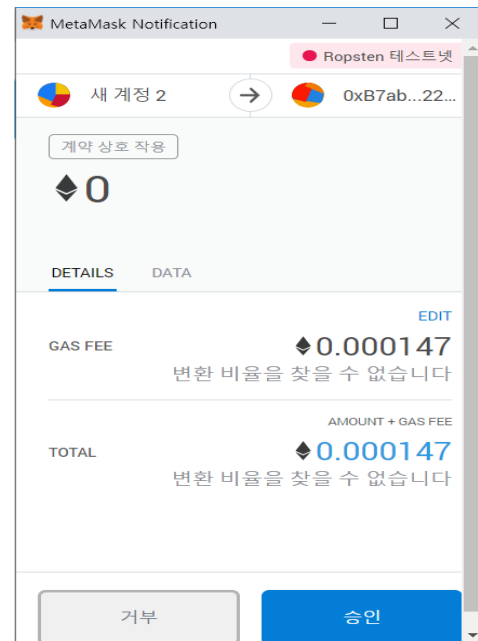 MetaMask Notification
Ropsten 테스트넷
새 계정 2
0xB7ab...22...
계약 상호 작용
0
DETAILS DATA
EDIT
GAS FEE 0.000147
변환 비율을 찾을 수 없습니다
AMOUNT + GAS FEE
TOTAL 0.000147
변환 비율을 찾을 수 없습니다
거부 승인